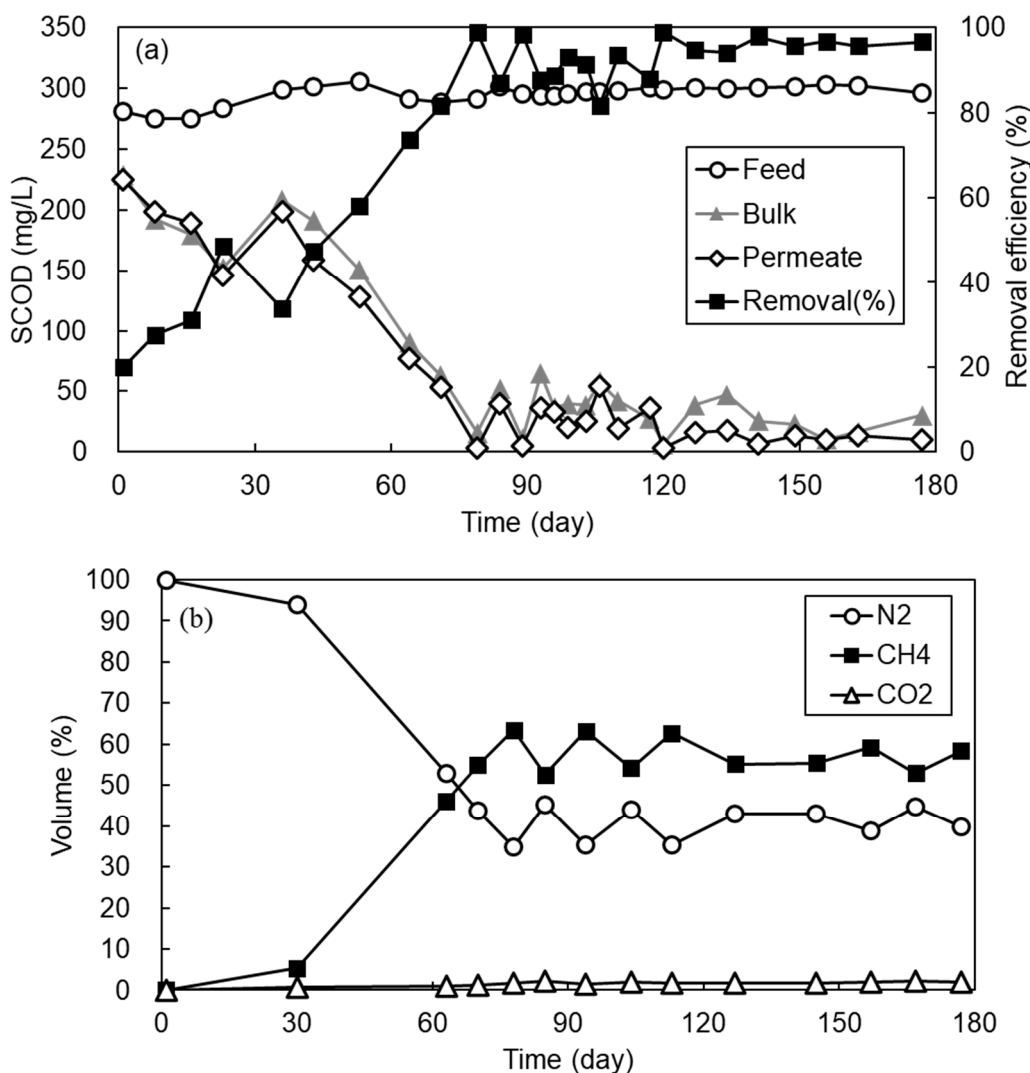 350
300
250
200
150
100
50
0
SCOD (mg/L)
(a)
100
80
60
40
20
0
Removal efficiency (%)
Feed
Bulk
Permeate
Removal(%)
0 30 60 90 120 150 180
Time (day)
100
90
80
70
60
50
40
30
20
10
0
Volume (%)
(b)
N2
CH4
CO2
0 30 60 90 120 150 180
Time (day)